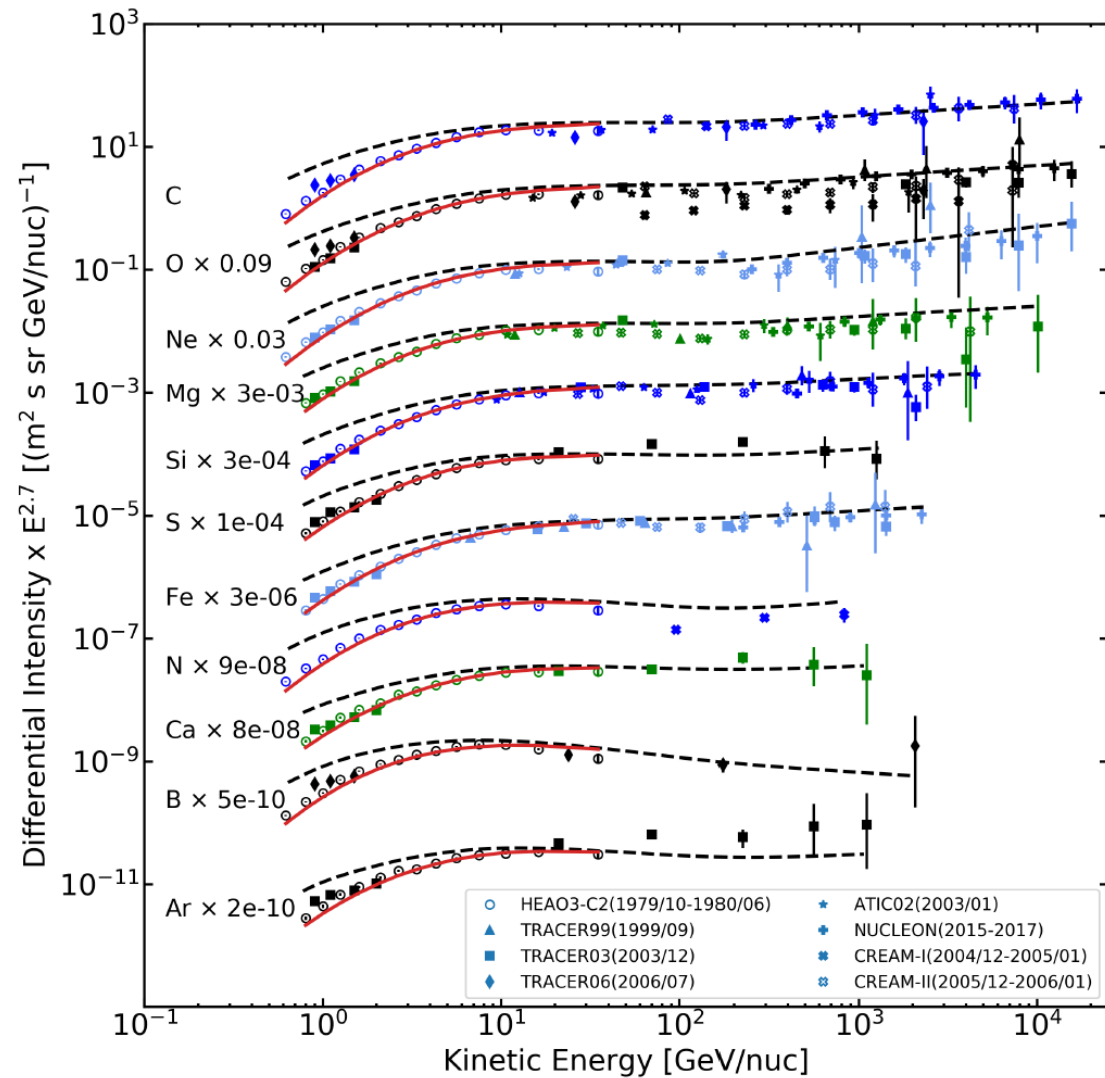 10^3
10^1
10^-1
10^-3
10^-5
10^-7
10^-9
10^-11
Differential Intensity x E^2.7 [(m^2 s sr GeV/nuc)^-1]
C
O × 0.09
Ne × 0.03
Mg × 3e-03
Si × 3e-04
S × 1e-04
Fe × 3e-06
N × 9e-08
Ca × 8e-08
B × 5e-10
Ar × 2e-10
HEAO3-C2(1979/10-1980/06)
TRACER99(1999/09)
TRACER03(2003/12)
TRACER06(2006/07)
ATIC02(2003/01)
NUCLEON(2015-2017)
CREAM-I(2004/12-2005/01)
CREAM-II(2005/12-2006/01)
10^-1
10^0
10^1
10^2
10^3
10^4
Kinetic Energy [GeV/nuc]